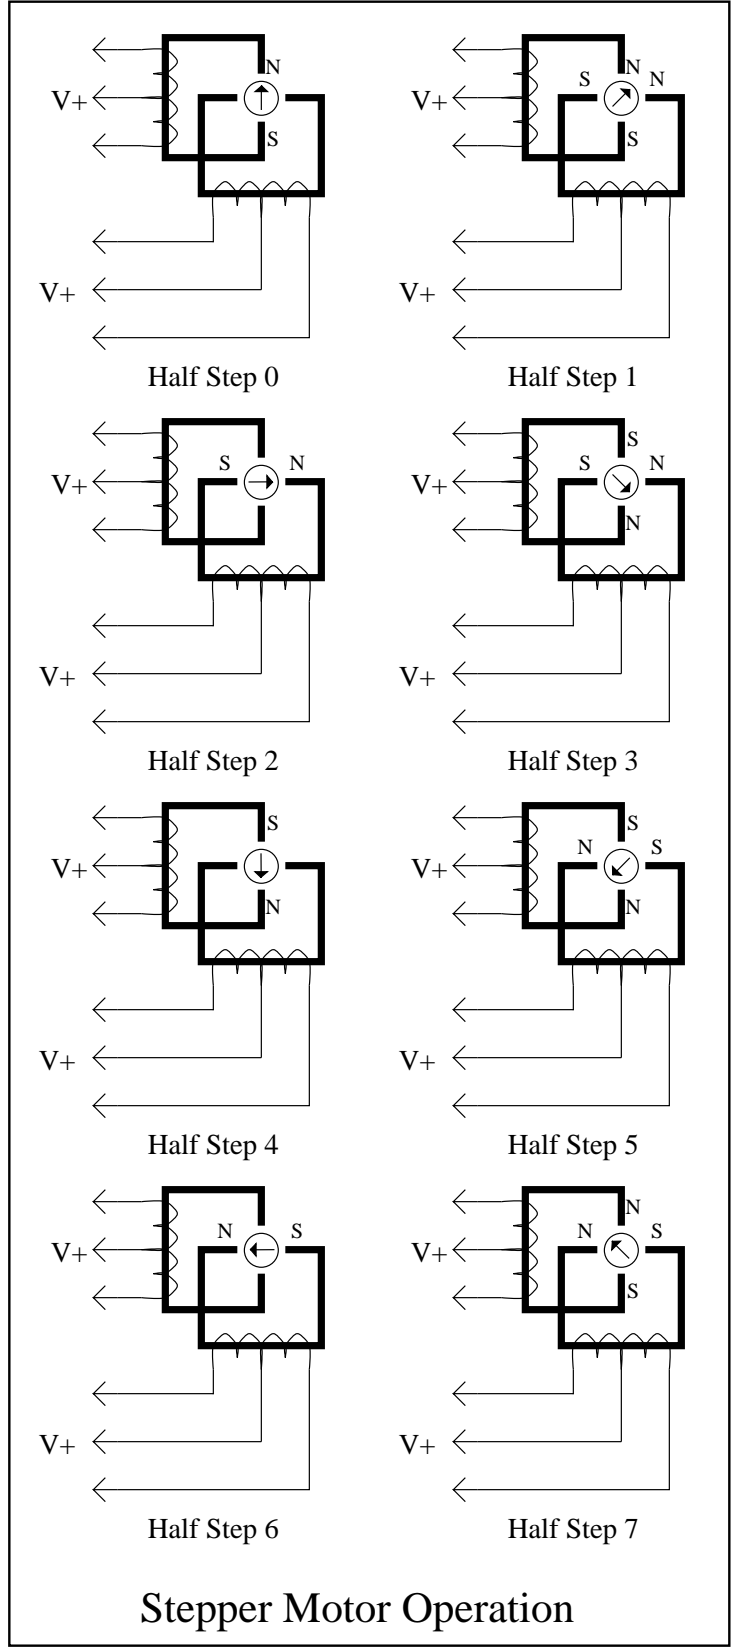 N
V+
S
V+
Half Step 0
S N N
V+
S
V+
Half Step 1
S N
V+
V+
Half Step 2
S
S N
V+
N
V+
Half Step 3
S
V+
N
V+
Half Step 4
S
N S
V+
N
V+
Half Step 5
N S
V+
V+
Half Step 6
N
N S
V+
S
V+
Half Step 7
Stepper Motor Operation